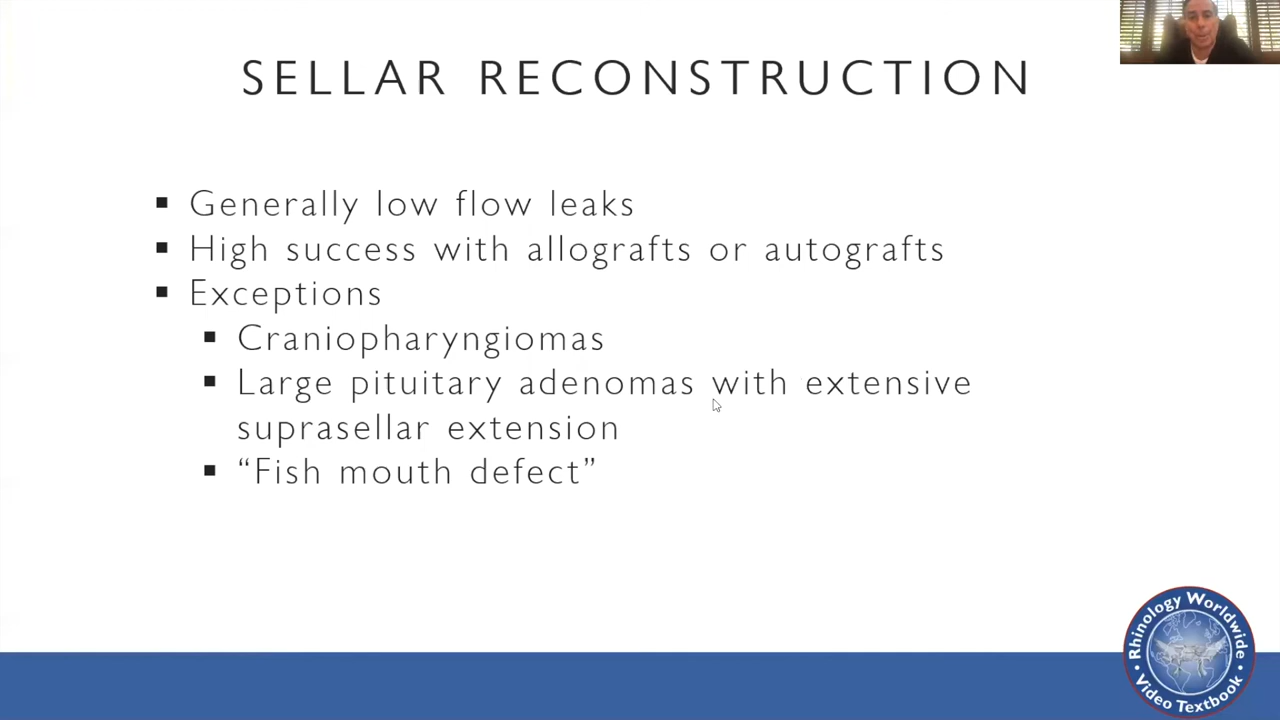 SELLAR RECONSTRUCTION
▪ Generally low flow leaks
▪ High success with allografts or autografts
▪ Exceptions
▪ Craniopharyngiomas
▪ Large pituitary adenomas with extensive
suprasellar extension
▪ “Fish mouth defect”
Rhinology Worldwide
• Video Textbook •